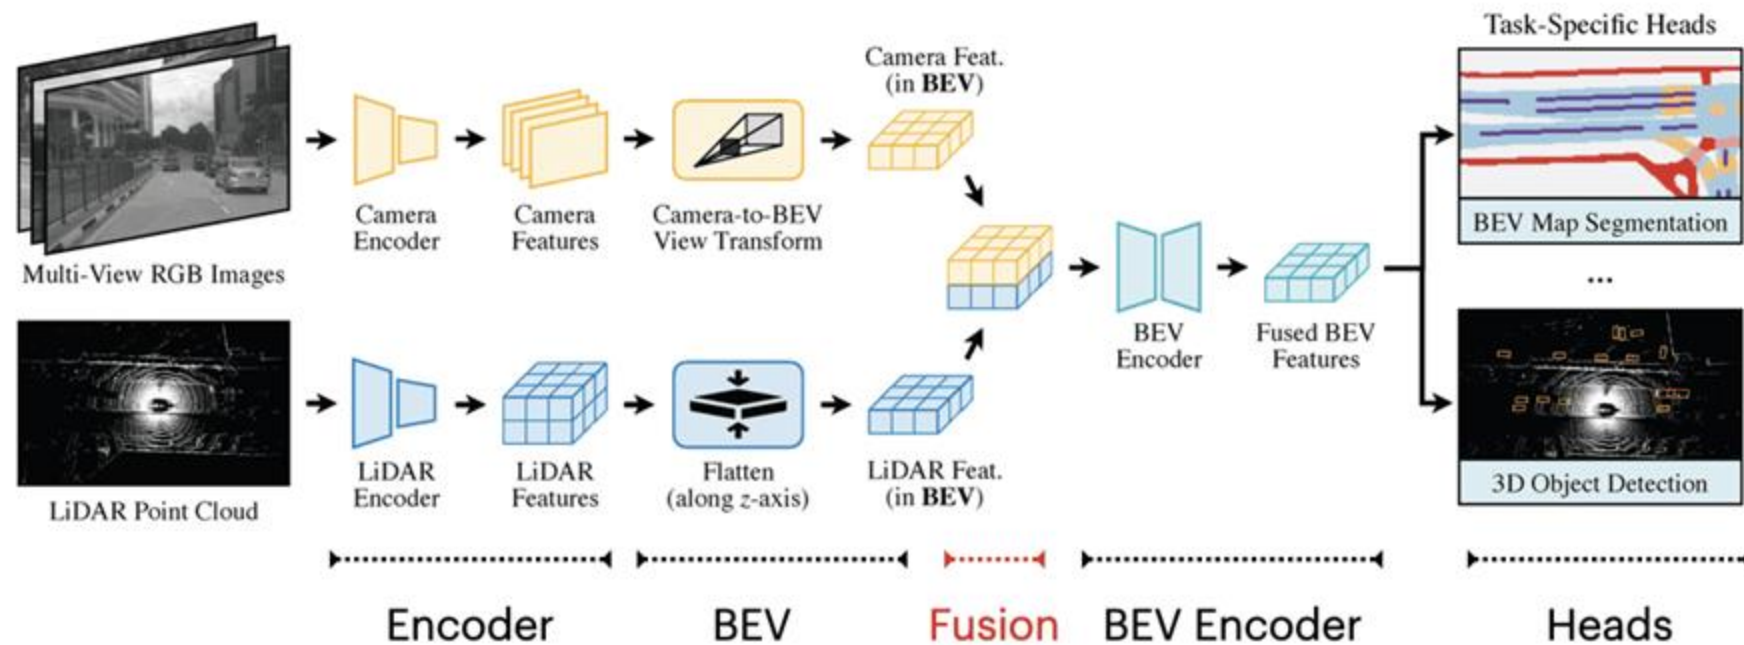 Task-Specific Heads
Camera Feat.
(in BEV)
Camera
Encoder
Camera
Features
Camera-to-BEV
View Transform
Multi-View RGB Images
BEV Map Segmentation
...
BEV
Encoder
Fused BEV
Features
LiDAR Point Cloud
LiDAR
Encoder
LiDAR
Features
Flatten
(along z-axis)
LiDAR Feat.
(in BEV)
3D Object Detection
Encoder
BEV
Fusion
BEV Encoder
Heads